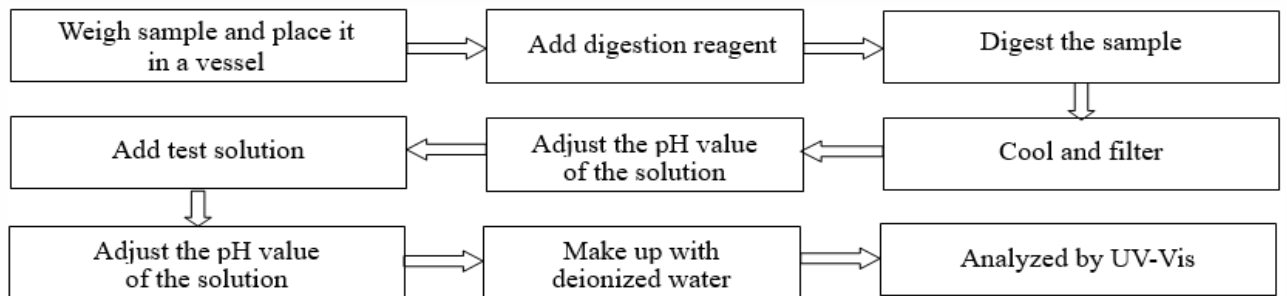 Weigh sample and place it
in a vessel
Add digestion reagent
Digest the sample
Cool and filter
Adjust the pH value
of the solution
Add test solution
Adjust the pH value
of the solution
Make up with
deionized water
Analyzed by UV-Vis